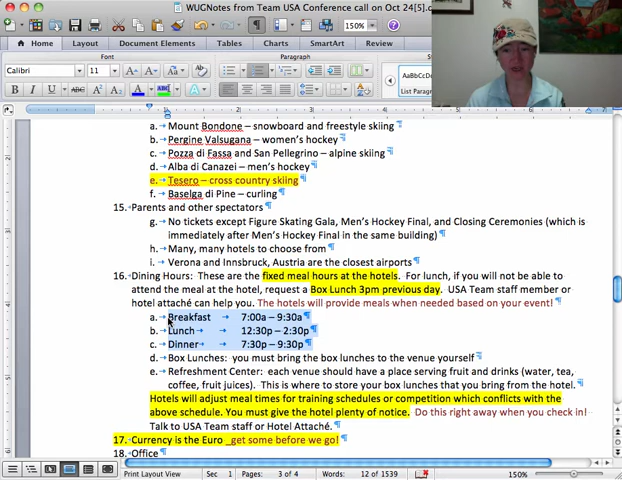 WUGNotes from Team USA Conference call on Oct 24[5].d
150%
Home Layout Document Elements Tables Charts SmartArt Review
Font Paragraph
Calibri 11
AaBbCcDd
List Parag
a. → Mount Bondone – snowboard and freestyle skiing ¶
b. → Pergine Valsugana – women's hockey ¶
c. → Pozza di Fassa and San Pellegrino – alpine skiing ¶
d. → Alba di Canazei – men's hockey ¶
e. → Tesero – cross country skiing ¶
f. → Baselga di Pine – curling ¶
15. Parents and other spectators ¶
g. → No tickets except Figure Skating Gala, Men's Hockey Final, and Closing Ceremonies (which is
immediately after Men's Hockey Final in the same building) ¶
h. → Many, many hotels to choose from ¶
i. → Verona and Innsbruck, Austria are the closest airports ¶
16. Dining Hours: These are the fixed meal hours at the hotels. For lunch, if you will not be able to
attend the meal at the hotel, request a Box Lunch 3pm previous day. USA Team staff member or
hotel attaché can help you. The hotels will provide meals when needed based on your event! ¶
a. → Breakfast → 7:00a – 9:30a ¶
b. → Lunch → 12:30p – 2:30p ¶
c. → Dinner → 7:30p – 9:30p ¶
d. → Box Lunches: you must bring the box lunches to the venue yourself ¶
e. → Refreshment Center: each venue should have a place serving fruit and drinks (water, tea,
coffee, fruit juices). This is where to store your box lunches that you bring from the hotel. ¶
Hotels will adjust meal times for training schedules or competition which conflicts with the
above schedule. You must give the hotel plenty of notice. Do this right away when you check in!
Talk to USA Team staff or Hotel Attaché. ¶
17. Currency is the Euro _get some before we go! ¶
18. Office ¶
Print Layout View Sec 1 Pages: 3 of 4 Words: 12 of 1539 150%